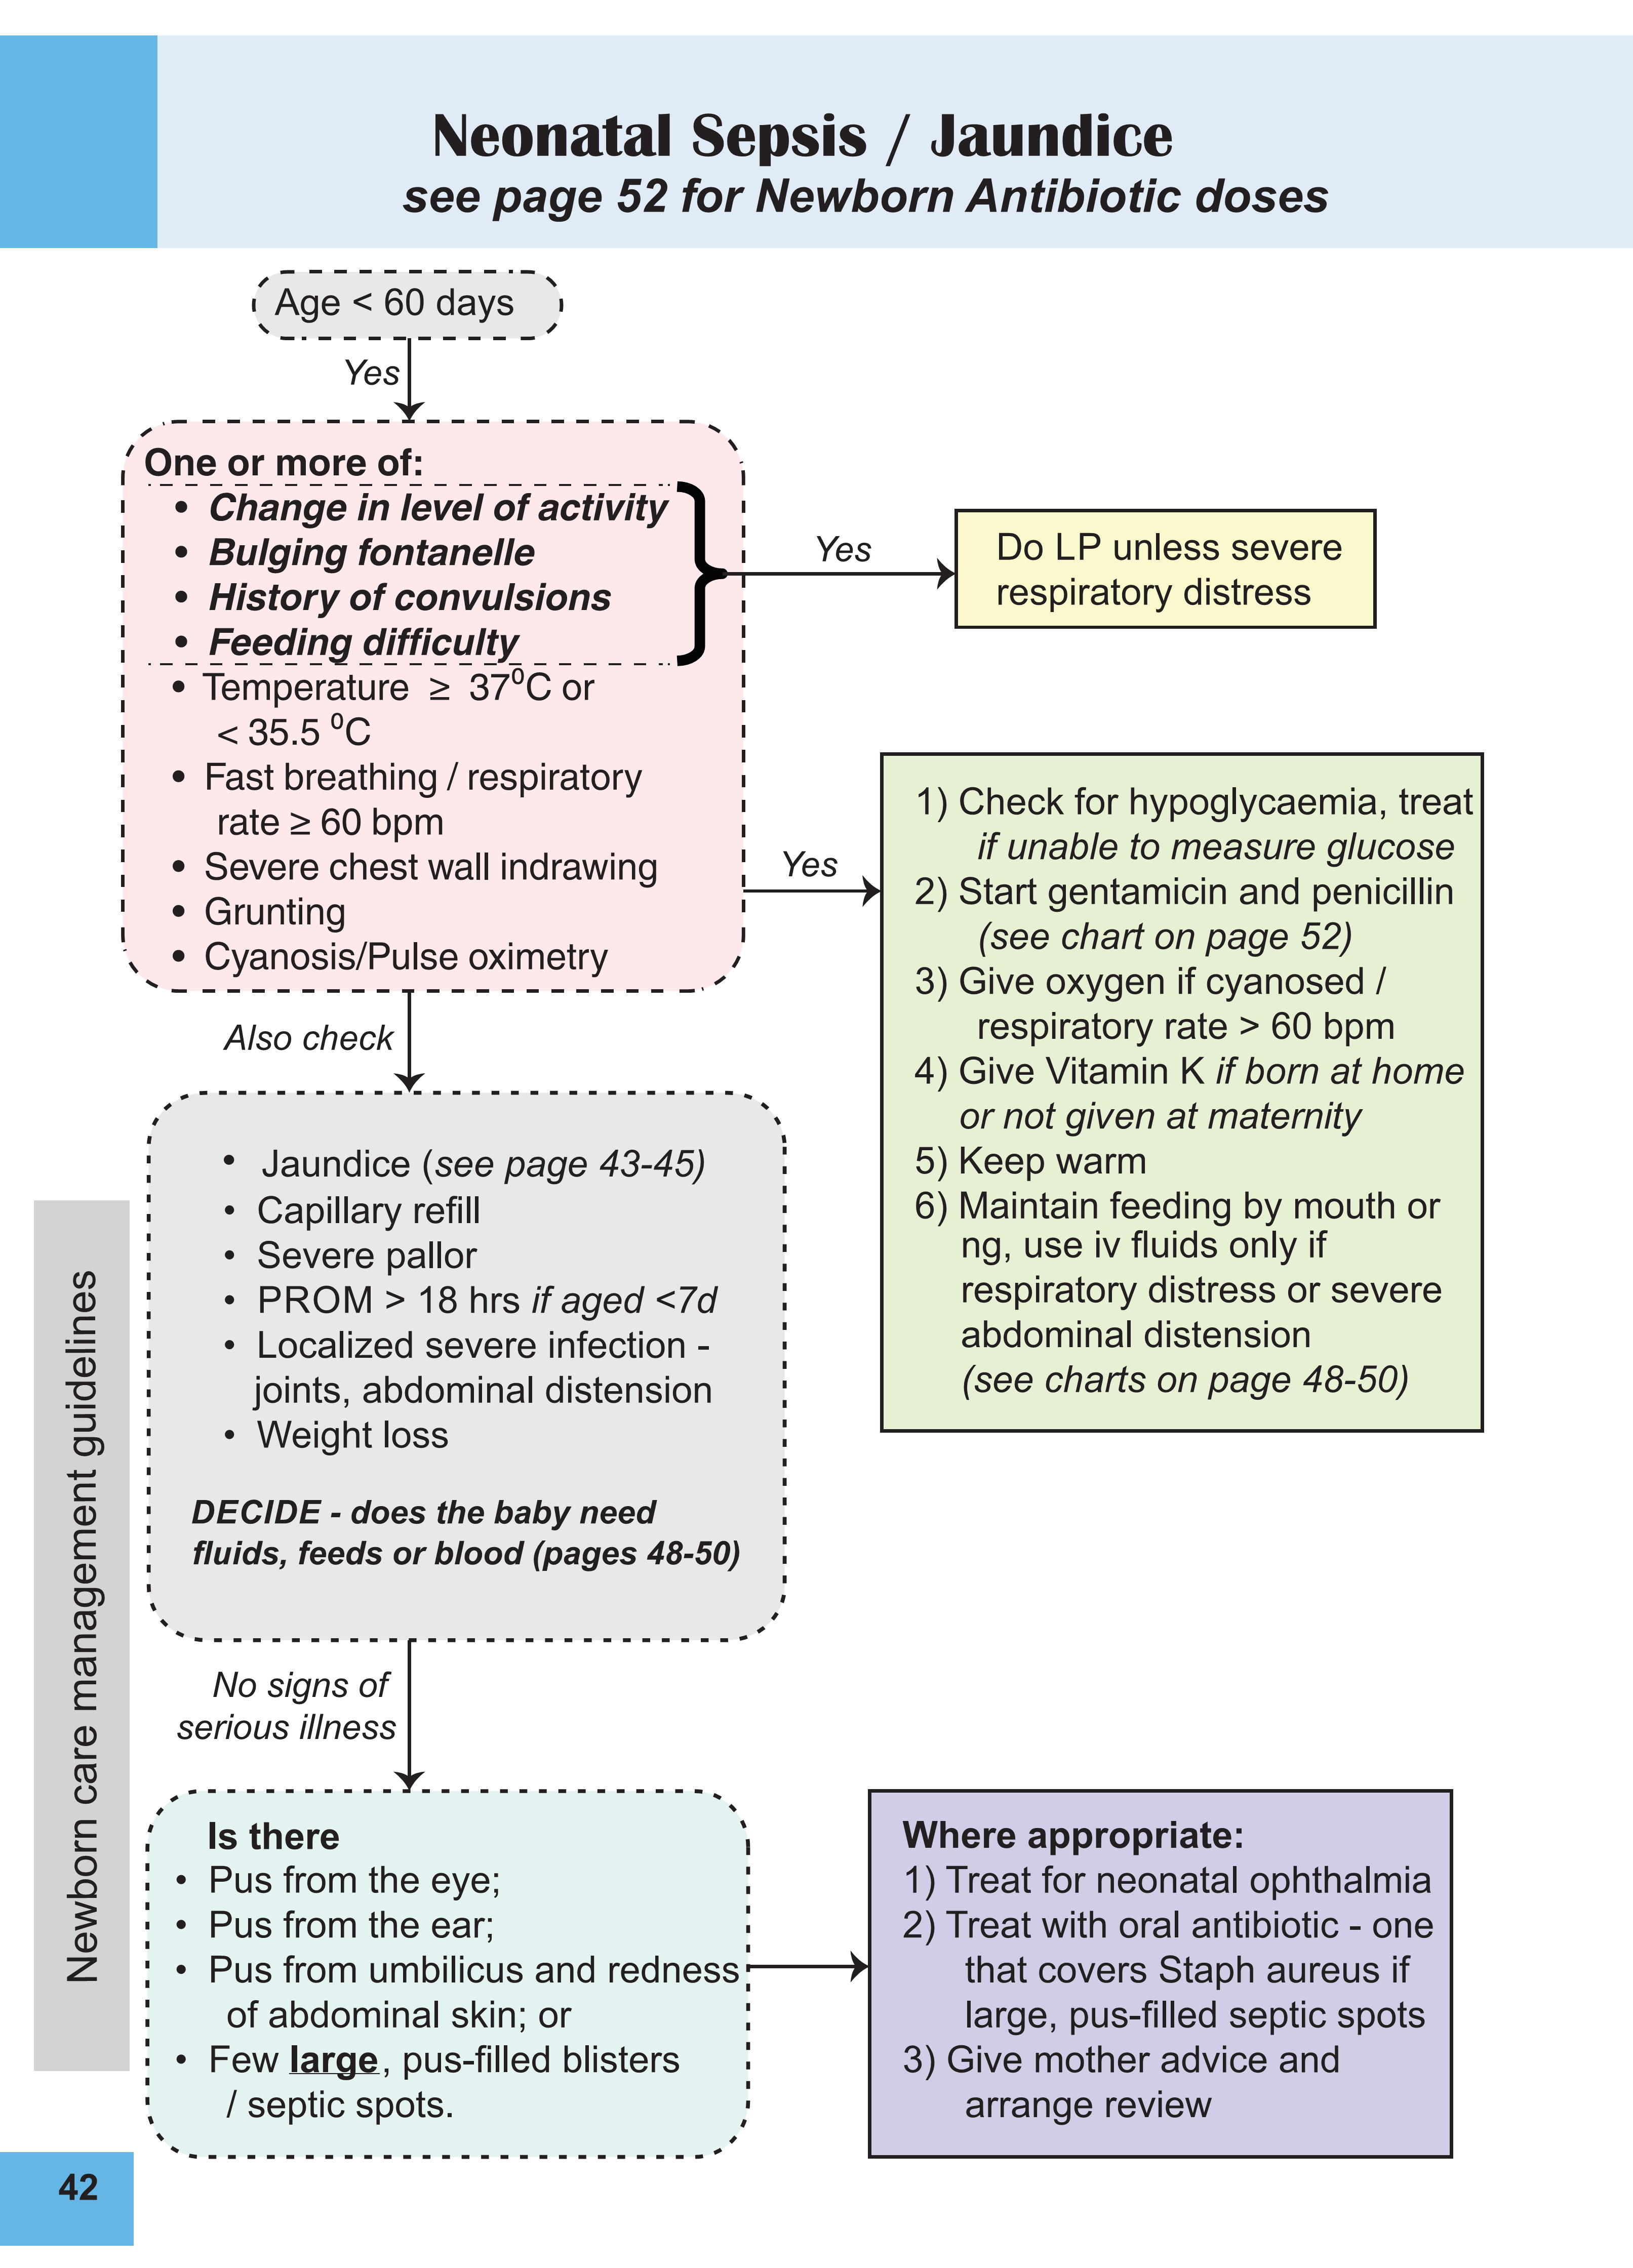 Neonatal Sepsis / Jaundice
see page 52 for Newborn Antibiotic doses
Age < 60 days
Yes
One or more of:
• Change in level of activity
• Bulging fontanelle
• History of convulsions
• Feeding difficulty
• Temperature ≥ 37⁰C or
< 35.5 ⁰C
• Fast breathing / respiratory
rate ≥ 60 bpm
• Severe chest wall indrawing
• Grunting
• Cyanosis/Pulse oximetry
Yes
Do LP unless severe
respiratory distress
Yes
1) Check for hypoglycaemia, treat
if unable to measure glucose
2) Start gentamicin and penicillin
(see chart on page 52)
3) Give oxygen if cyanosed /
respiratory rate > 60 bpm
4) Give Vitamin K if born at home
or not given at maternity
5) Keep warm
6) Maintain feeding by mouth or
ng, use iv fluids only if
respiratory distress or severe
abdominal distension
(see charts on page 48-50)
Also check
• Jaundice (see page 43-45)
• Capillary refill
• Severe pallor
• PROM > 18 hrs if aged <7d
• Localized severe infection -
joints, abdominal distension
• Weight loss
DECIDE - does the baby need
fluids, feeds or blood (pages 48-50)
No signs of
serious illness
Is there
• Pus from the eye;
• Pus from the ear;
• Pus from umbilicus and redness
of abdominal skin; or
• Few large, pus-filled blisters
/ septic spots.
Where appropriate:
1) Treat for neonatal ophthalmia
2) Treat with oral antibiotic - one
that covers Staph aureus if
large, pus-filled septic spots
3) Give mother advice and
arrange review
Newborn care management guidelines
42